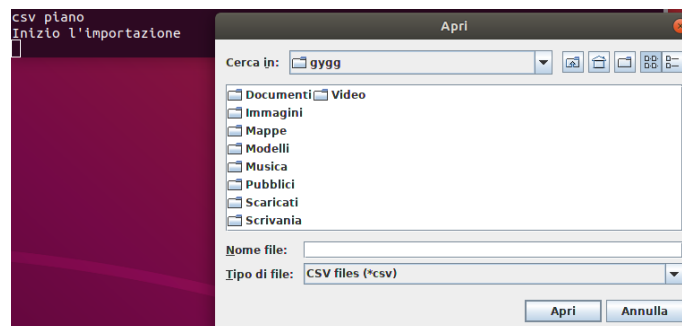 csv piano
Inizio l'importazione
Apri
Cerca in: gygg
Documenti Video
Immagini
Mappe
Modelli
Musica
Pubblici
Scaricati
Scrivania
Nome file:
Tipo di file: CSV files (*csv)
Apri Annulla